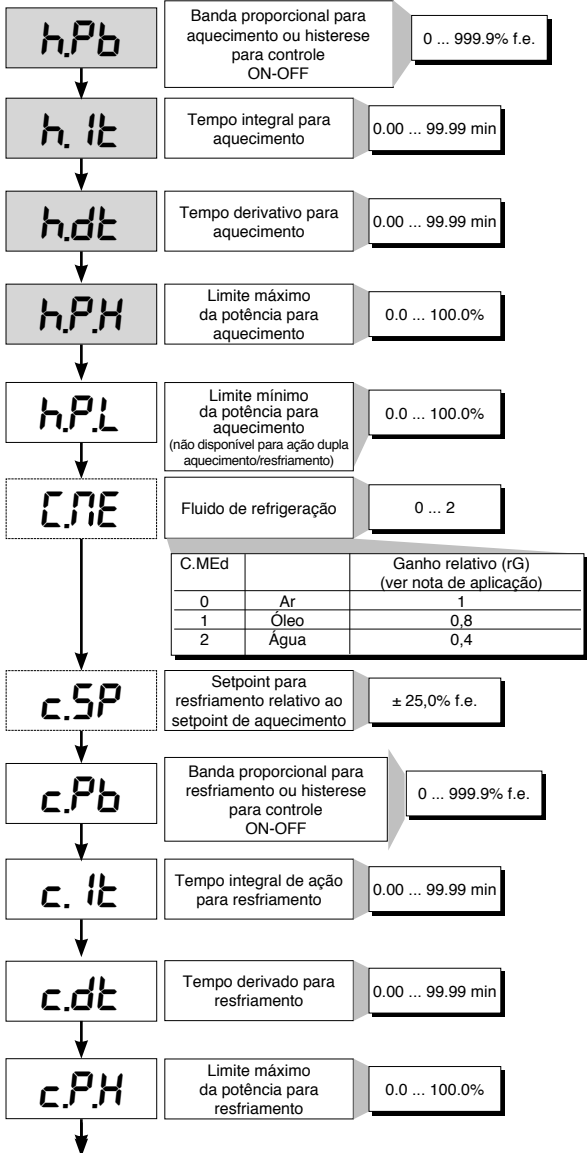 h.Pb
Banda proporcional para
aquecimento ou histerese
para controle
ON-OFF
0 ... 999.9% f.e.
h. It
Tempo integral para
aquecimento
0.00 ... 99.99 min
h.dt
Tempo derivativo para
aquecimento
0.00 ... 99.99 min
h.P.H
Limite máximo
da potência para
aquecimento
0.0 ... 100.0%
h.P.L
Limite mínimo
da potência para
aquecimento
(não disponível para ação dupla
aquecimento/resfriamento)
0.0 ... 100.0%
C.ME
Fluido de refrigeração
0 ... 2
C.MEd Ganho relativo (rG)
(ver nota de aplicação)
0 Ar 1
1 Óleo 0,8
2 Água 0,4
c.SP
Setpoint para
resfriamento relativo ao
setpoint de aquecimento
± 25,0% f.e.
c.Pb
Banda proporcional para
resfriamento ou histerese
para controle
ON-OFF
0 ... 999.9% f.e.
c. It
Tempo integral de ação
para resfriamento
0.00 ... 99.99 min
c.dt
Tempo derivado para
resfriamento
0.00 ... 99.99 min
c.P.H
Limite máximo
da potência para
resfriamento
0.0 ... 100.0%